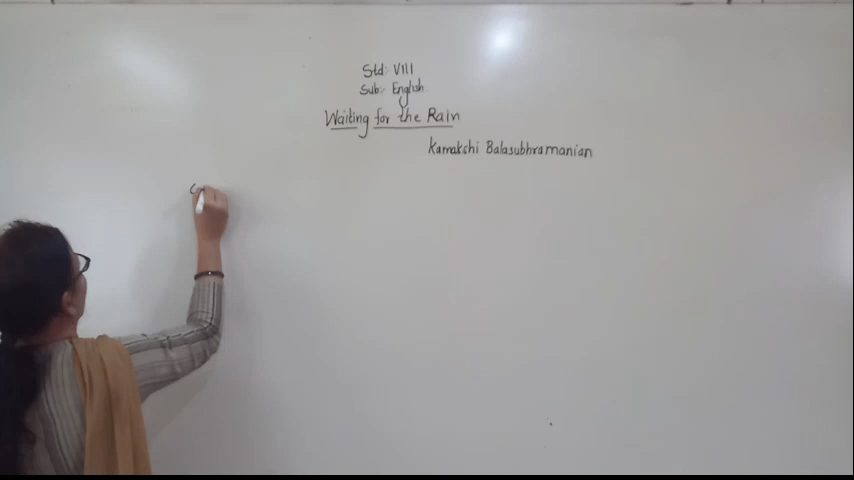 Std:- VIII
Sub:- English
Waiting for the Rain
Kamakshi Balasubhramanian